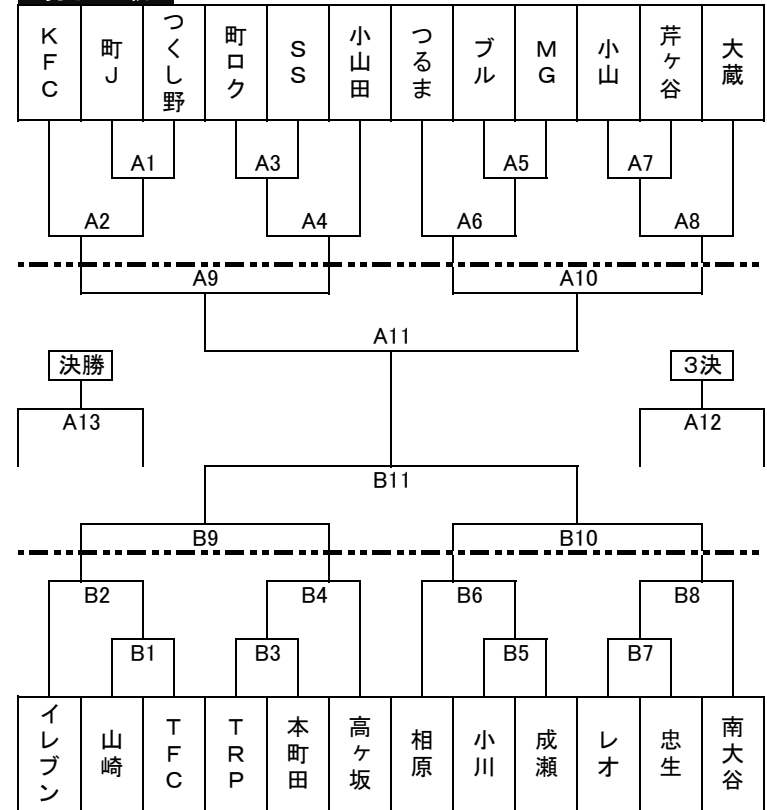 KFC
町J
つくし野
町ロク
SS
小山田
つるま
ブル
MG
小山
芹ヶ谷
大蔵
A1
A3
A5
A7
A2
A4
A6
A8
A9
A10
A11
決勝
3決
A13
A12
B11
B9
B10
B2
B4
B6
B8
B1
B3
B5
B7
イレブン
山崎
TFC
TRP
本町田
高ヶ坂
相原
小川
成瀬
レオ
忠生
南大谷